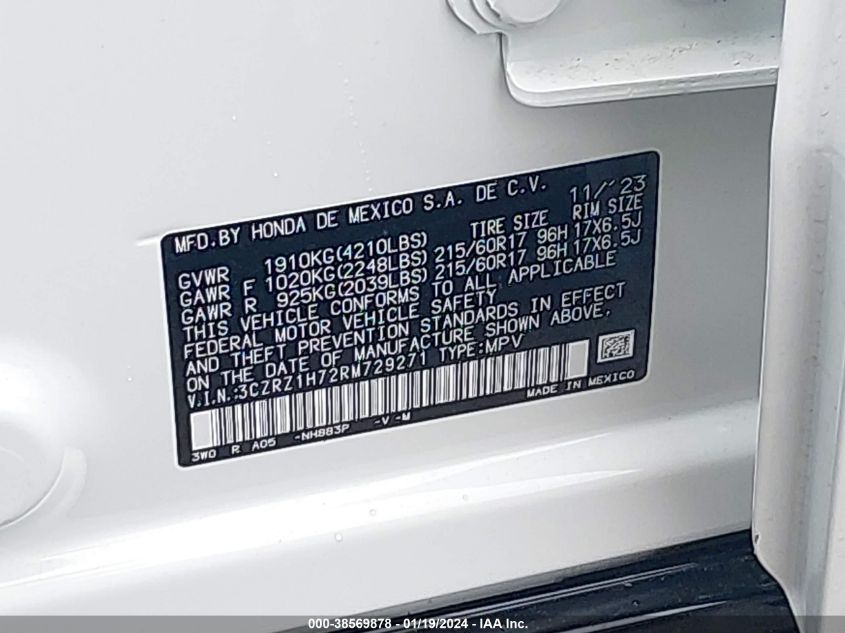 MFD.BY HONDA DE MEXICO S.A. DE C.V. 11/'23
TIRE SIZE RIM SIZE
GVWR 1910KG(4210LBS)
GAWR F 1020KG(2248LBS) 215/60R17 96H 17X6.5J
GAWR R 925KG(2039LBS) 215/60R17 96H 17X6.5J
THIS VEHICLE CONFORMS TO ALL APPLICABLE
FEDERAL MOTOR VEHICLE SAFETY
AND THEFT PREVENTION STANDARDS IN EFFECT
ON THE DATE OF MANUFACTURE SHOWN ABOVE.
V.I.N.:3CZRZ1H72RM729271 TYPE:MPV
MADE IN MEXICO
3W0 R A05 -NH883P -V -M
000-38569878 - 01/19/2024 - IAA Inc.